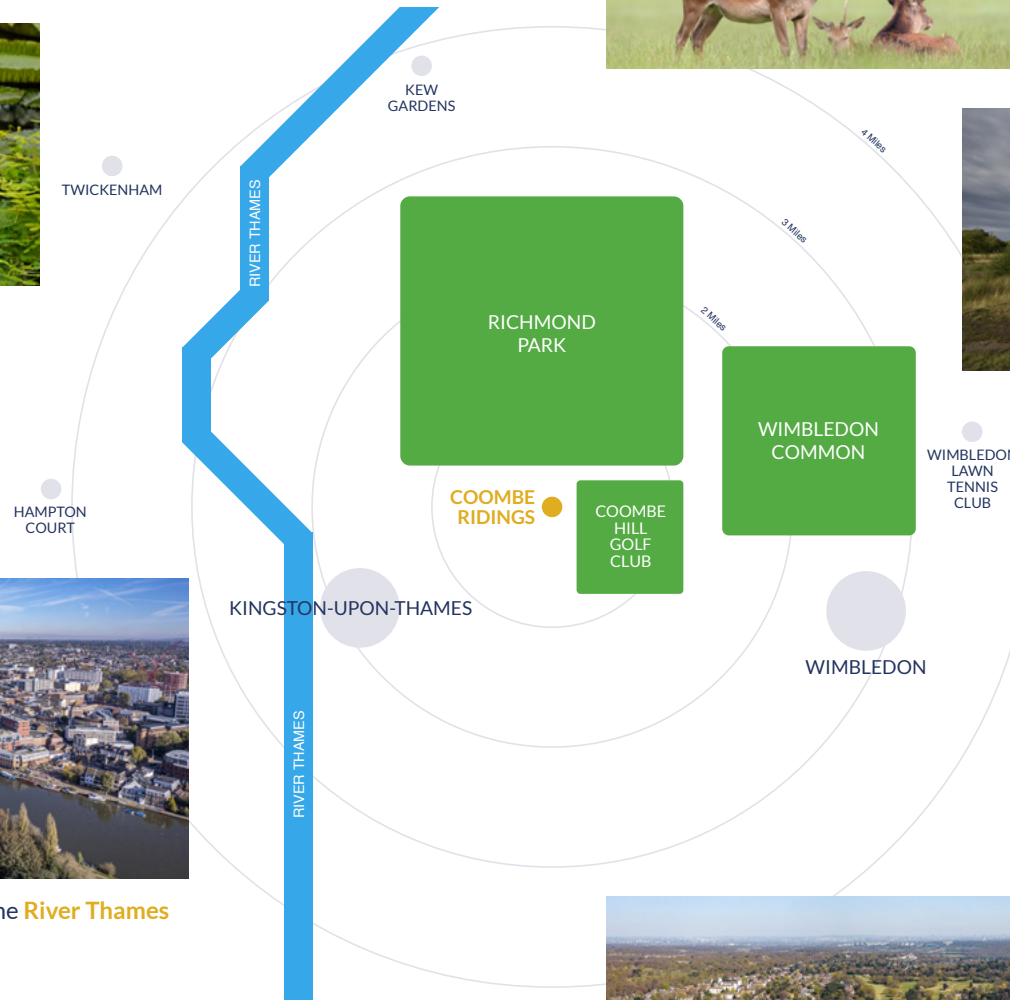 KEW
GARDENS
4 Miles
TWICKENHAM
RIVER THAMES
3 Miles
RICHMOND
PARK
2 Miles
WIMBLEDON
COMMON
WIMBLEDON
LAWN
TENNIS
CLUB
HAMPTON
COURT
COOMBE
RIDINGS
COOMBE
HILL
GOLF
CLUB
KINGSTON-UPON-THAMES
WIMBLEDON
RIVER THAMES
River Thames